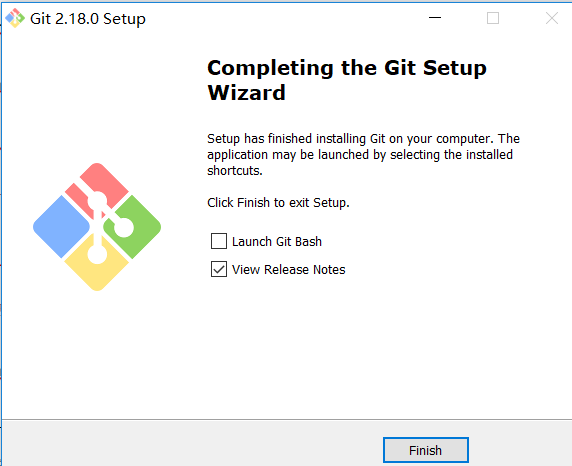 Git 2.18.0 Setup
Completing the Git Setup
Wizard
Setup has finished installing Git on your computer. The
application may be launched by selecting the installed
shortcuts.
Click Finish to exit Setup.
Launch Git Bash
View Release Notes
Finish